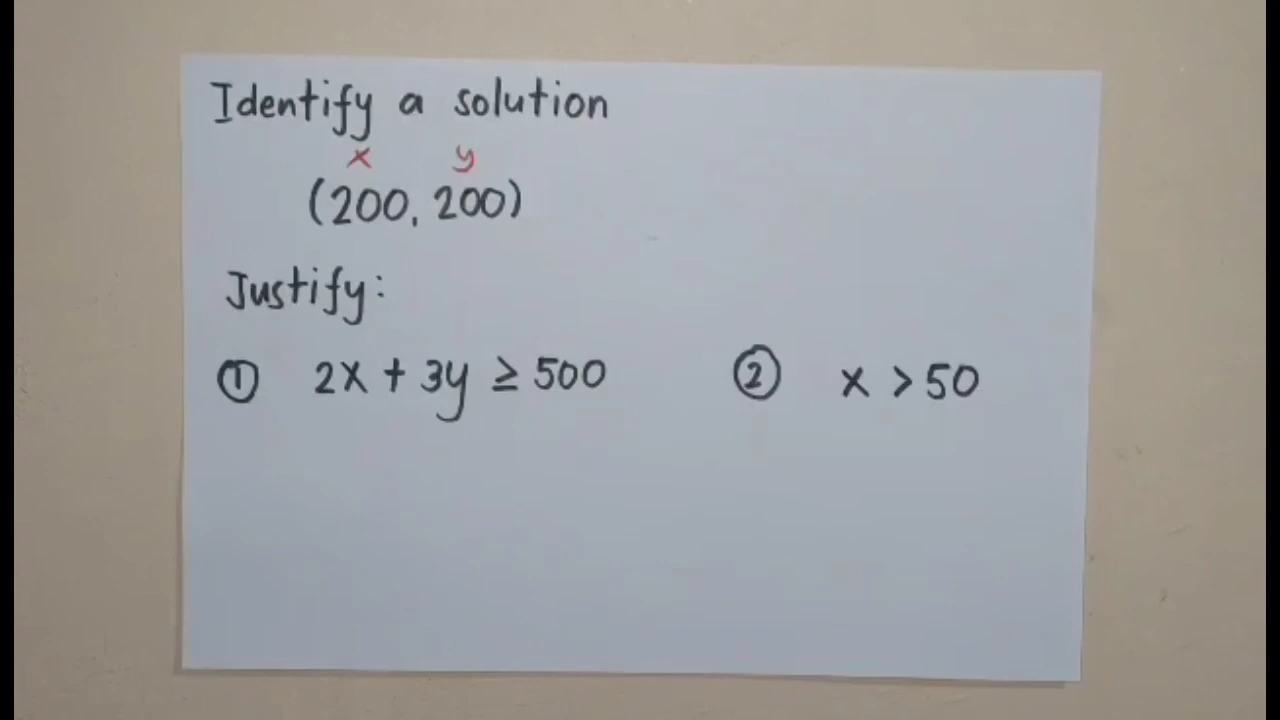 Identify a solution
x y
(200, 200)
Justify:
① 2x + 3y ≥ 500 ② x > 50